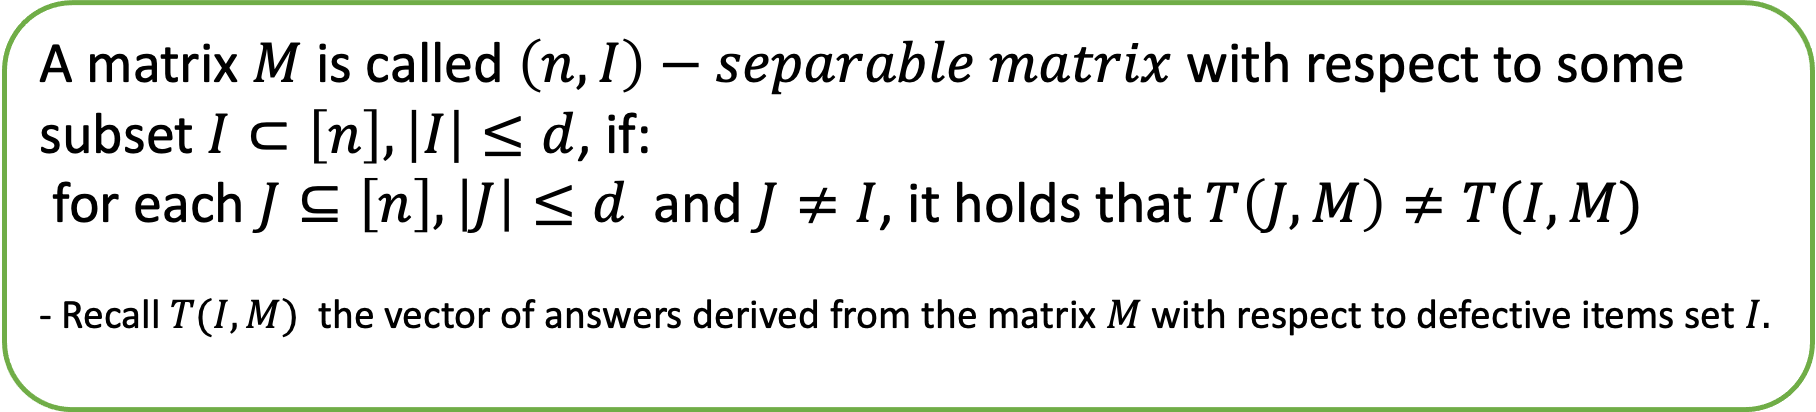 A matrix 𝑀 is called (𝑛, 𝐼) − 𝑠𝑒𝑝𝑎𝑟𝑎𝑏𝑙𝑒 𝑚𝑎𝑡𝑟𝑖𝑥 with respect to some
subset 𝐼 ⊂ [𝑛], |𝐼| ≤ 𝑑, if:
for each 𝐽 ⊆ [𝑛], |𝐽| ≤ 𝑑 and 𝐽 ≠ 𝐼, it holds that 𝑇(𝐽, 𝑀) ≠ 𝑇(𝐼, 𝑀)
- Recall 𝑇(𝐼, 𝑀) the vector of answers derived from the matrix 𝑀 with respect to defective items set 𝐼.